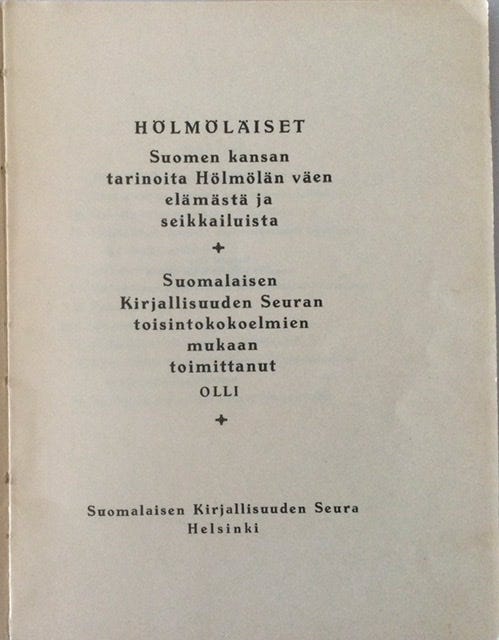 HÖLMÖLÄISET
Suomen kansan
tarinoita Hölmölän väen
elämästä ja
seikkailuista
Suomalaisen
Kirjallisuuden Seuran
toisintokokoelmien
mukaan
toimittanut
OLLI
Suomalaisen Kirjallisuuden Seura
Helsinki